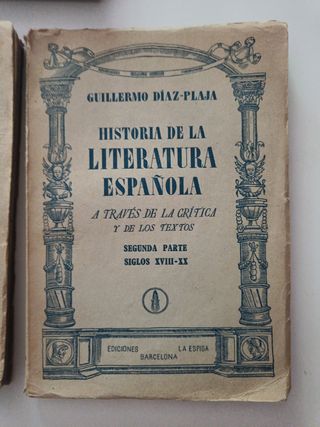 GUILLERMO DÍAZ-PLAJA
HISTORIA DE LA
LITERATURA
ESPAÑOLA
A TRAVÉS DE LA CRÍTICA
Y DE LOS TEXTOS
SEGUNDA PARTE
SIGLOS XVIII-XX
EDICIONES LA ESPIGA
BARCELONA